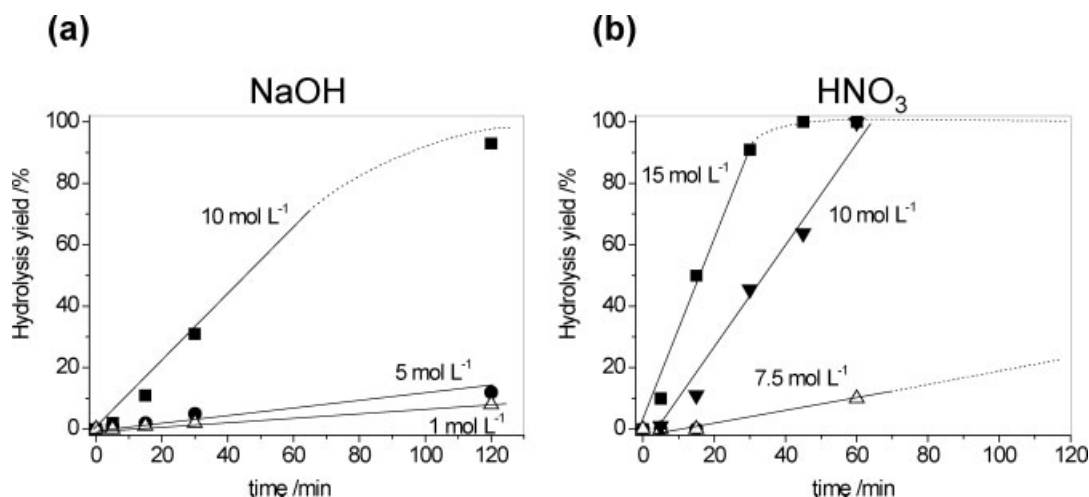 (a)
NaOH
Hydrolysis yield /%
100
80
60
40
20
0
10 mol L⁻¹
5 mol L⁻¹
1 mol L⁻¹
0 20 40 60 80 100 120
time /min
(b)
HNO₃
Hydrolysis yield /%
100
80
60
40
20
0
15 mol L⁻¹
10 mol L⁻¹
7.5 mol L⁻¹
0 20 40 60 80 100 120
time /min